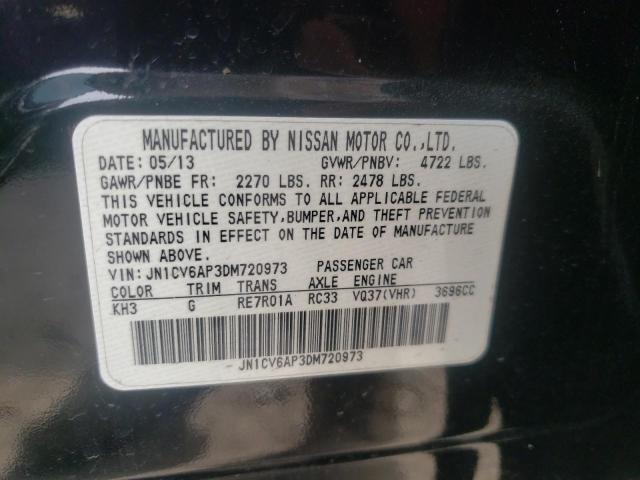 MANUFACTURED BY NISSAN MOTOR CO.,LTD.
DATE: 05/13 GVWR/PNBV: 4722 LBS.
GAWR/PNBE FR: 2270 LBS. RR: 2478 LBS.
THIS VEHICLE CONFORMS TO ALL APPLICABLE FEDERAL
MOTOR VEHICLE SAFETY,BUMPER,AND THEFT PREVENTION
STANDARDS IN EFFECT ON THE DATE OF MANUFACTURE
SHOWN ABOVE.
VIN: JN1CV6AP3DM720973 PASSENGER CAR
COLOR TRIM TRANS AXLE ENGINE
KH3 G RE7R01A RC33 VQ37(VHR) 3696CC
JN1CV6AP3DM720973